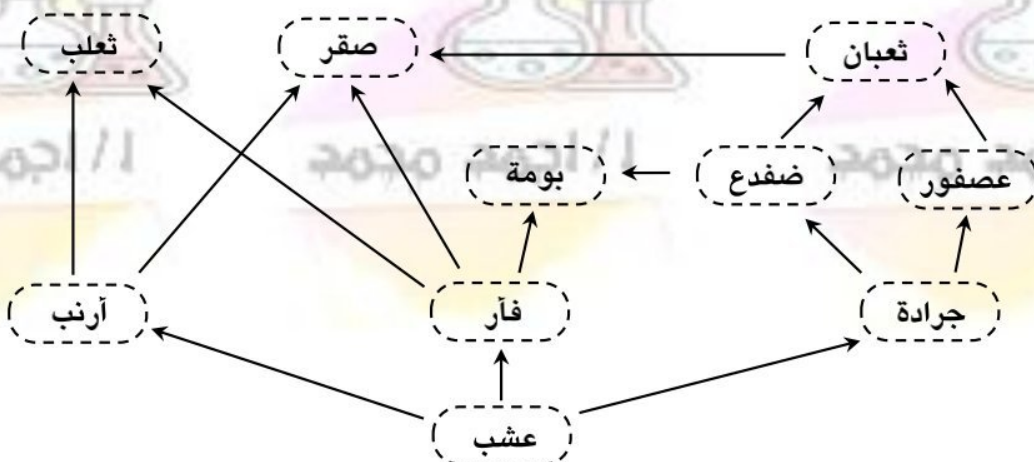 ثعبان صقر ثعلب
عصفور ضفدع بومة
جرادة فأر أرنب
عشب